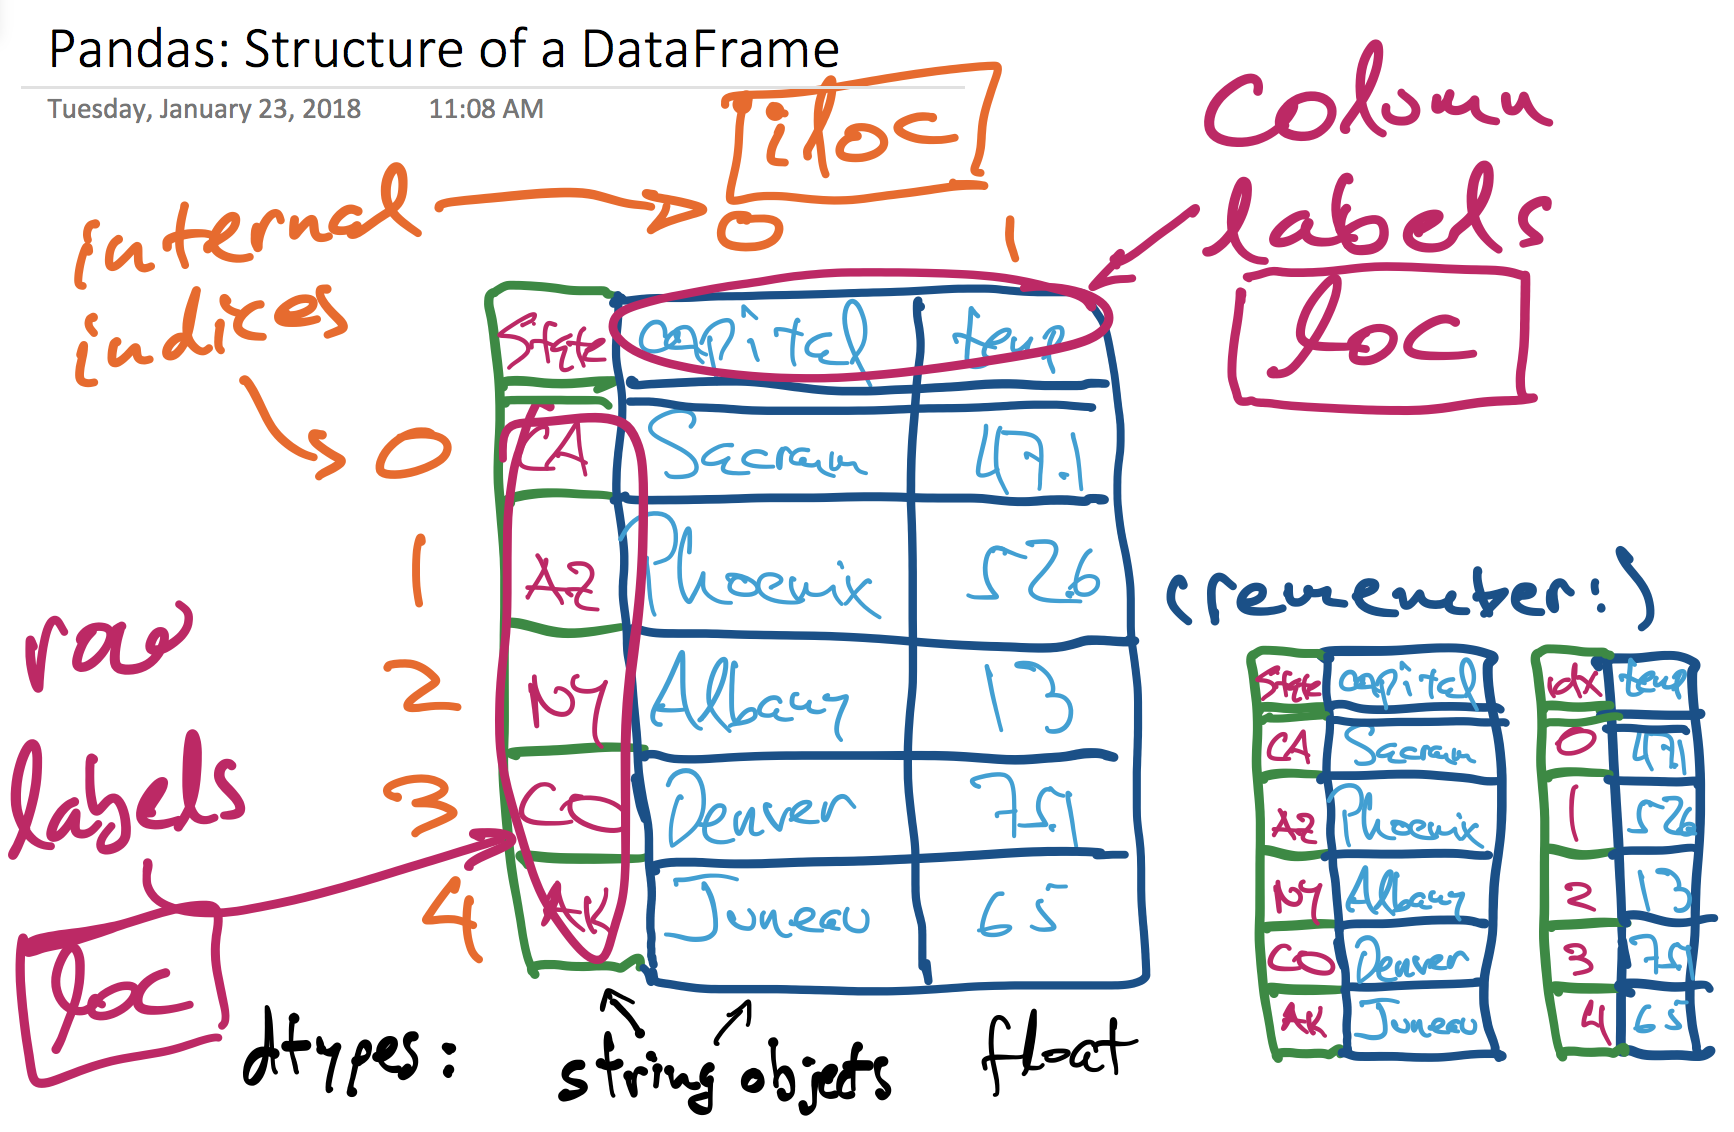 Pandas: Structure of a DataFrame
Tuesday, January 23, 2018 11:08 AM
iloc
column
labels
loc
internal
indices
0 1
State capital temp
0 CA Sacram 47.1
1 AZ Phoenix 52.6
2 NY Albany 13
3 CO Denver 75.1
4 AK Juneau 65
row
labels
loc
dtypes: string objects float
(remember:)
State capital
CA Sacram
AZ Phoenix
NY Albany
CO Denver
AK Juneau
idx temp
0 47.1
1 52.6
2 13
3 75.1
4 65